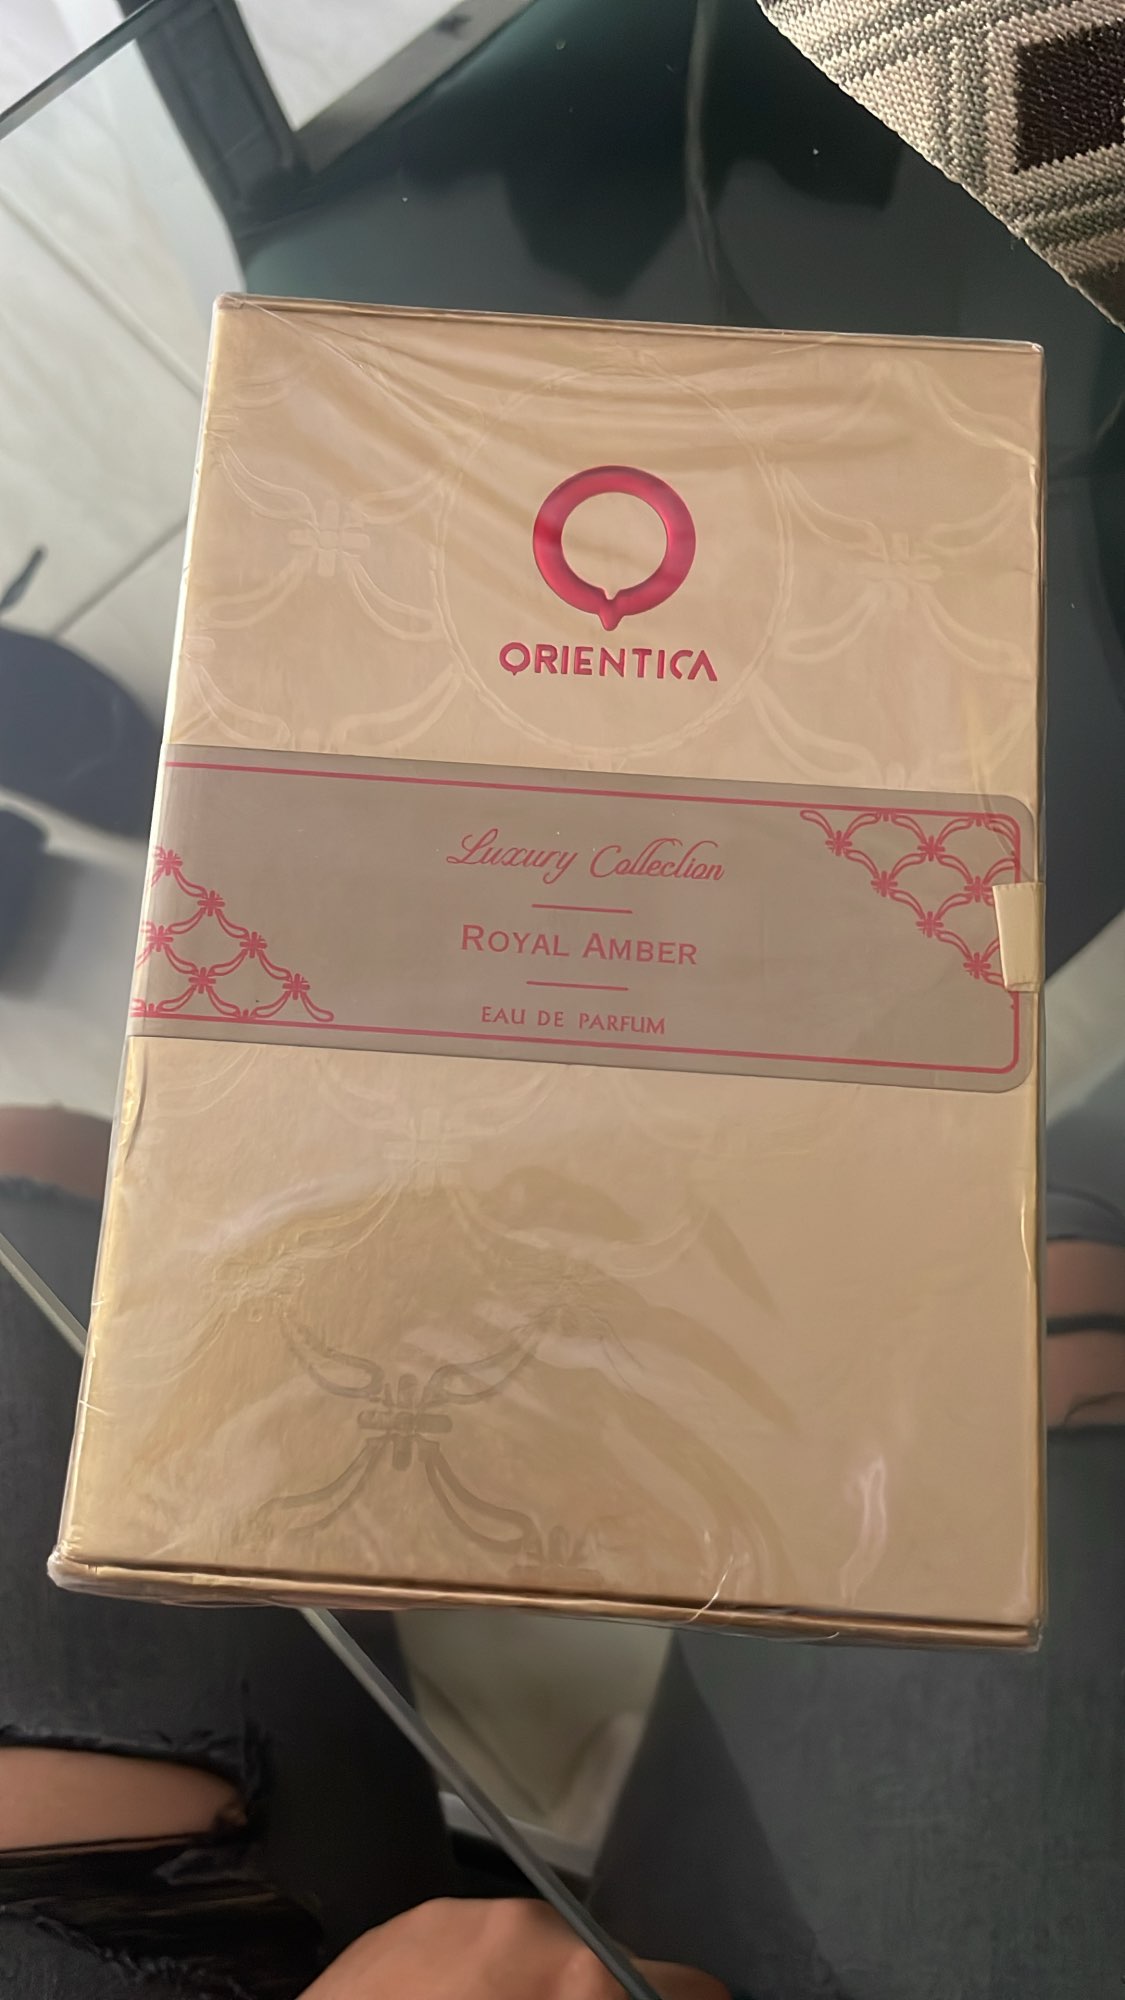 ORIENTICA
Luxury Collection
ROYAL AMBER
EAU DE PARFUM